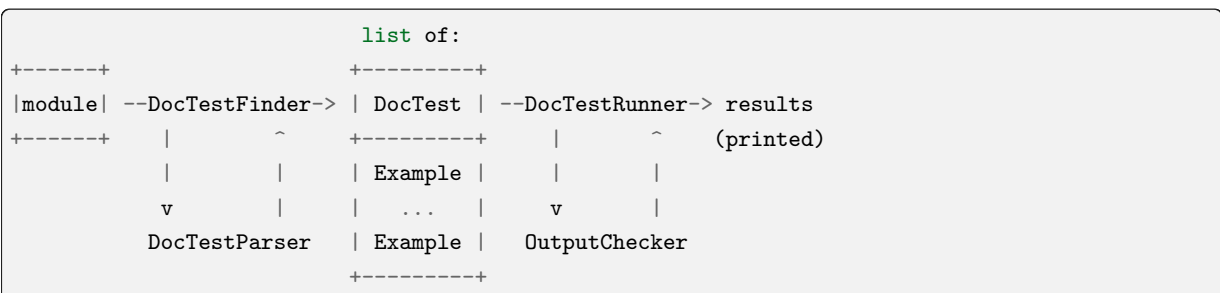 list of:
+------+                   +---------+
|module| --DocTestFinder-> | DocTest | --DocTestRunner-> results
+------+    |        ^     +---------+     |       ^    (printed)
            |        |     | Example |     |       |
            v        |     |   ...   |     v       |
           DocTestParser   | Example |   OutputChecker
                           +---------+